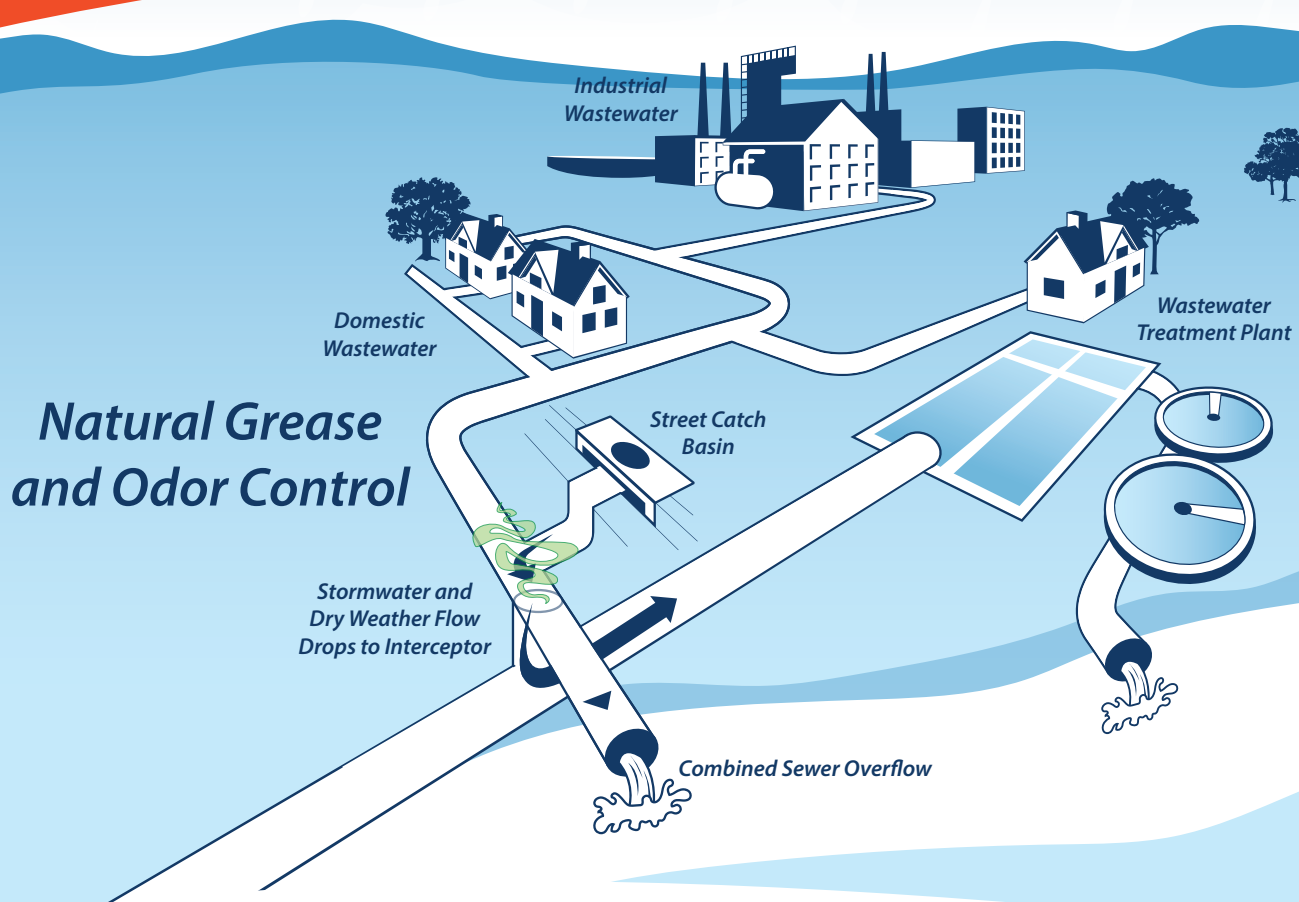 Industrial
Wastewater
Domestic
Wastewater
Wastewater
Treatment Plant
Natural Grease
and Odor Control
Street Catch
Basin
Stormwater and
Dry Weather Flow
Drops to Interceptor
Combined Sewer Overflow